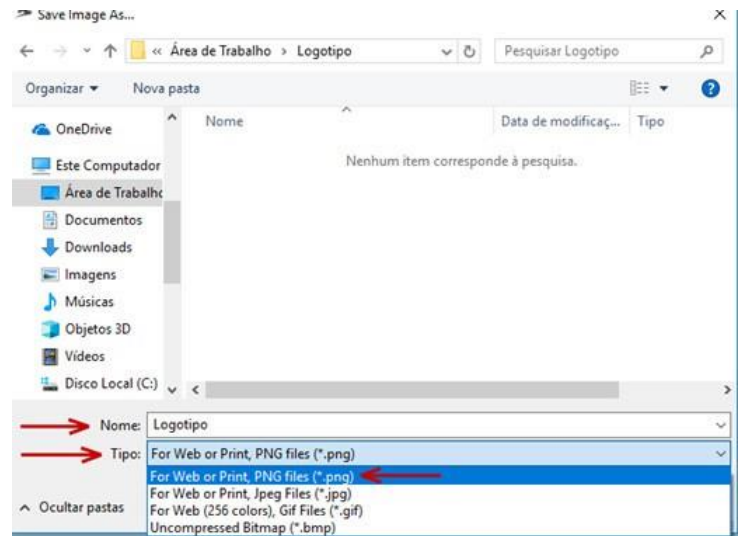 Save Image As...
« Área de Trabalho > Logotipo
Pesquisar Logotipo
Organizar
Nova pasta
Nome
Data de modificaç...
Tipo
OneDrive
Nenhum item corresponde à pesquisa.
Este Computador
Área de Trabalho
Documentos
Downloads
Imagens
Músicas
Objetos 3D
Vídeos
Disco Local (C:)
Nome: Logotipo
Tipo: For Web or Print, PNG files (*.png)
For Web or Print, PNG files (*.png)
For Web or Print, Jpeg Files (*.jpg)
Ocultar pastas
For Web (256 colors), Gif Files (*.gif)
Uncompressed Bitmap (*.bmp)